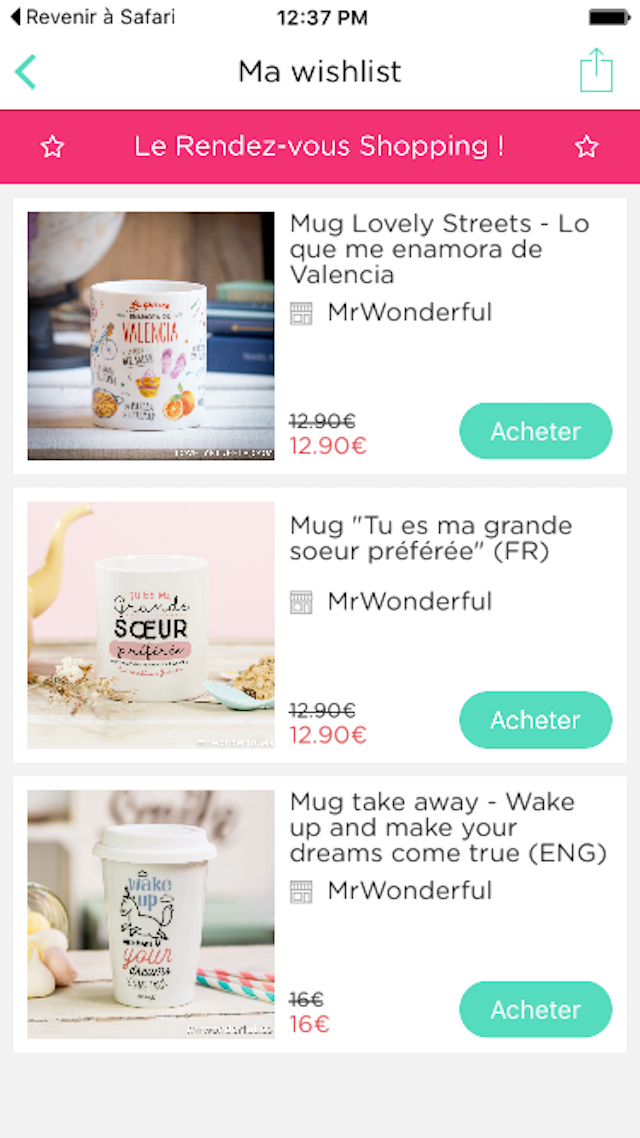 Revenir à Safari
12:37 PM
Ma wishlist
Le Rendez-vous Shopping !
VALENCIA
Mug Lovely Streets - Lo
que me enamora de
Valencia
MrWonderful
12.90€
12.90€
Acheter
TU ES MA
Grande
SŒUR
préférée
Mug "Tu es ma grande
soeur préférée" (FR)
MrWonderful
12.90€
12.90€
Acheter
wake
up
your
dreams
Mug take away - Wake
up and make your
dreams come true (ENG)
MrWonderful
16€
16€
Acheter